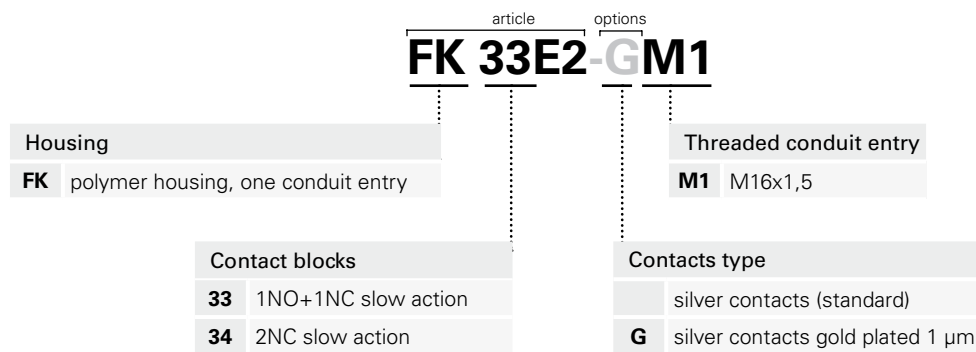 article options
FK 33E2-GM1
Housing
FK polymer housing, one conduit entry
Threaded conduit entry
M1 M16x1,5
Contact blocks
33 1NO+1NC slow action
34 2NC slow action
Contacts type
silver contacts (standard)
G silver contacts gold plated 1 µm